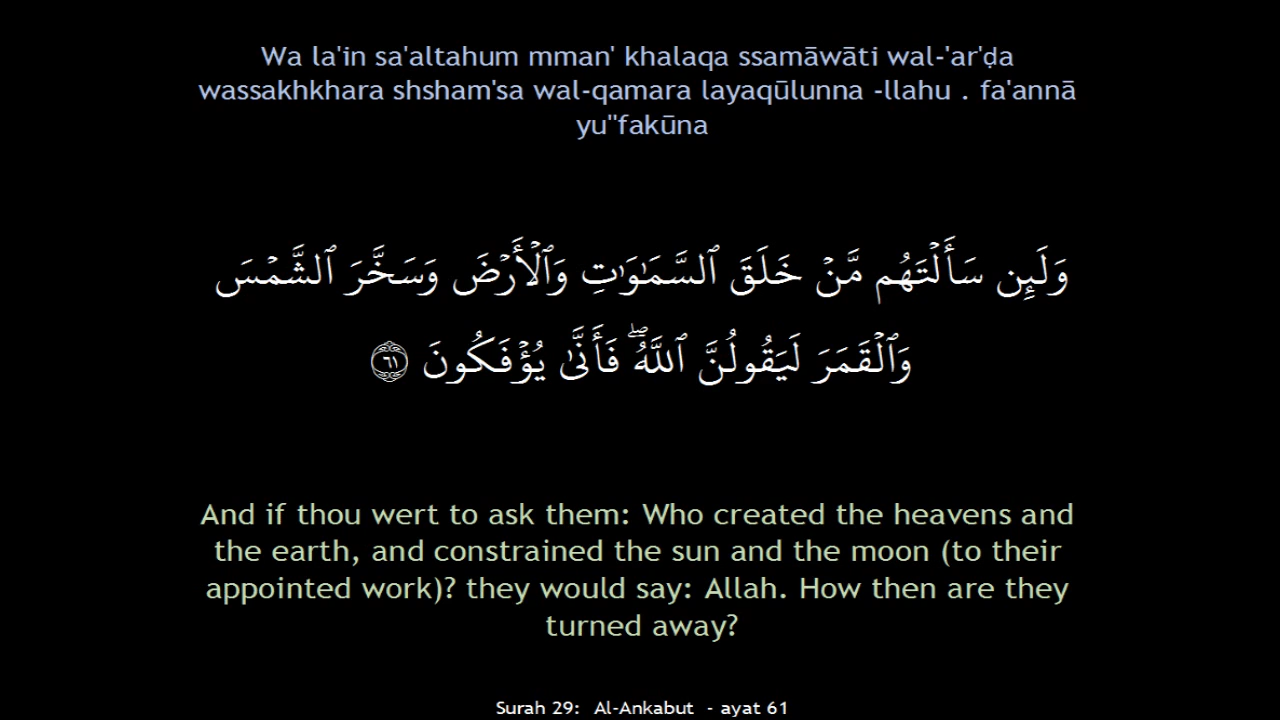 Wa la'in sa'altahum mman' khalaqa ssamāwāti wal-'ar'ḍa
wassakhkhara shsham'sa wal-qamara layaqūlunna -llahu . fa'annā
yu"fakūna
وَلَئِن سَأَلۡتَهُم مَّنۡ خَلَقَ ٱلسَّمَـٰوَٲتِ وَٱلۡأَرۡضَ وَسَخَّرَ ٱلشَّمۡسَ
وَٱلۡقَمَرَ لَيَقُولُنَّ ٱللَّهُۖ فَأَنَّىٰ يُؤۡفَكُونَ ٦١
And if thou wert to ask them: Who created the heavens and
the earth, and constrained the sun and the moon (to their
appointed work)? they would say: Allah. How then are they
turned away?
Surah 29: Al-Ankabut - ayat 61